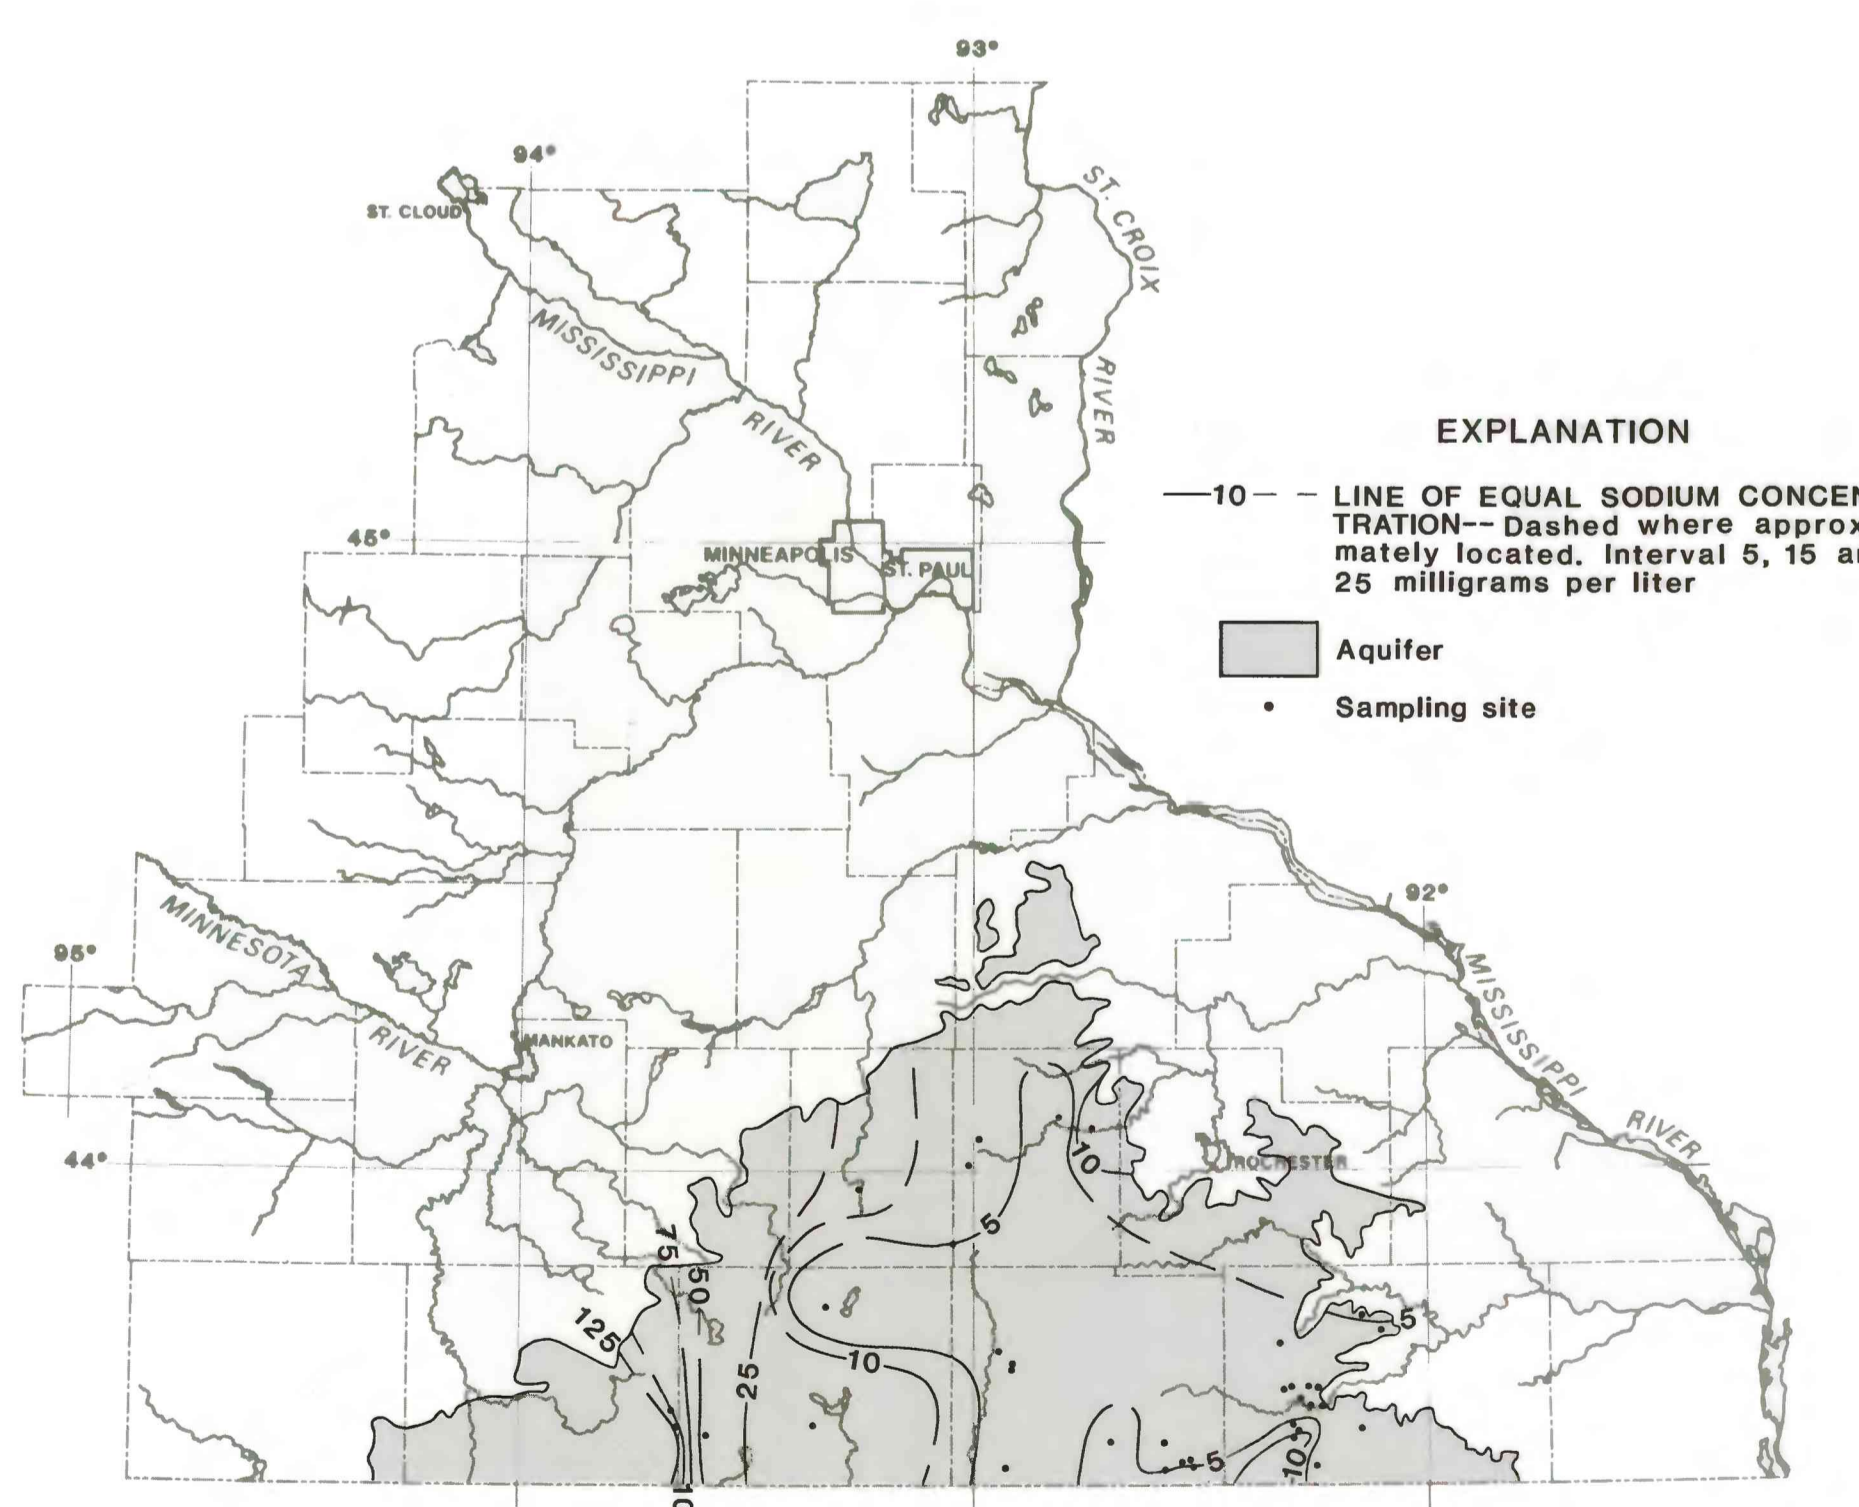 93°
94°
ST. CLOUD
ST. CROIX
RIVER
MISSISSIPPI
RIVER
EXPLANATION
10 LINE OF EQUAL SODIUM CONCEN
TRATION-- Dashed where approx
mately located. Interval 5, 15 a
25 milligrams per liter
45°
MINNEAPOLIS
ST. PAUL
Aquifer
Sampling site
92°
95°
MINNESOTA
RIVER
MISSISSIPPI
RIVER
MANKATO
44°
10
ROCHESTER
5
75
50
125
25
10
5
5
10